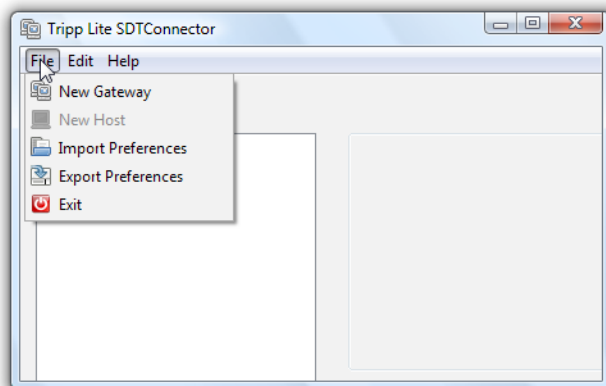 Tripp Lite SDTConnector
File Edit Help
New Gateway
New Host
Import Preferences
Export Preferences
Exit